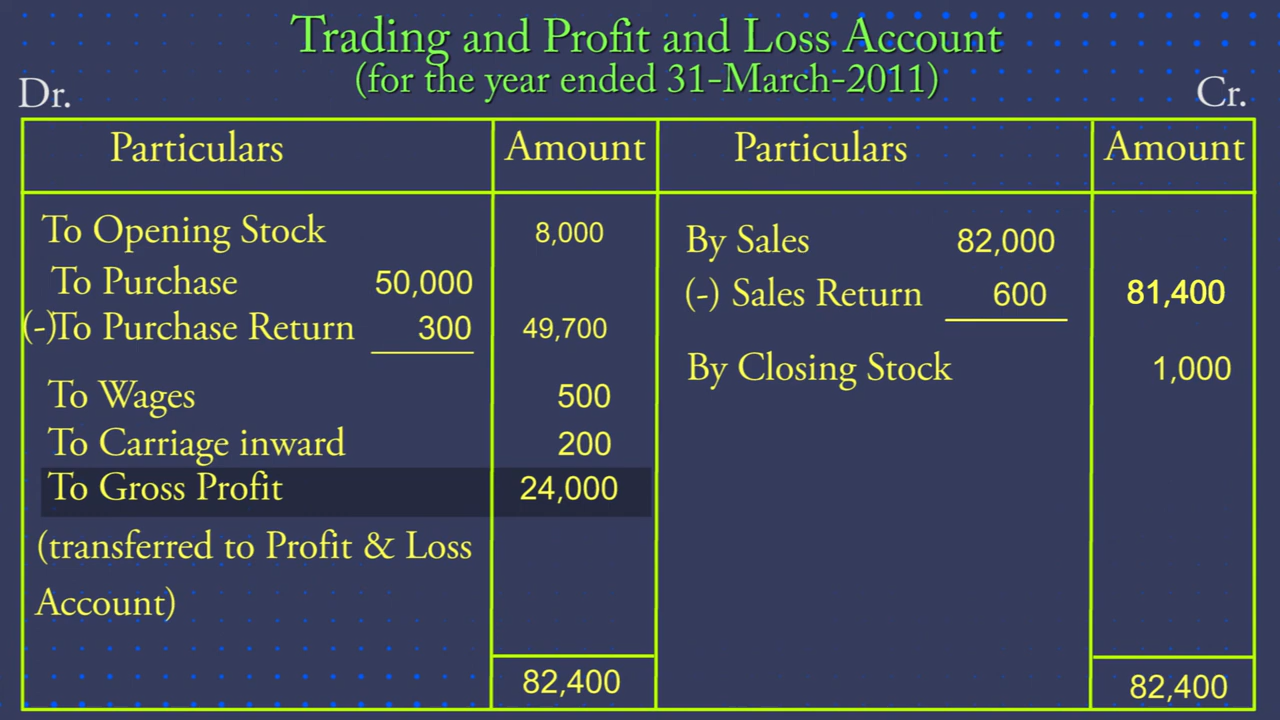 Trading and Profit and Loss Account
(for the year ended 31-March-2011)
Dr. Cr.
Particulars Amount Particulars Amount
To Opening Stock 8,000
To Purchase 50,000
(-)To Purchase Return 300 49,700
To Wages 500
To Carriage inward 200
To Gross Profit 24,000
(transferred to Profit & Loss
Account)
82,400
By Sales 82,000
(-) Sales Return 600 81,400
By Closing Stock 1,000
82,400